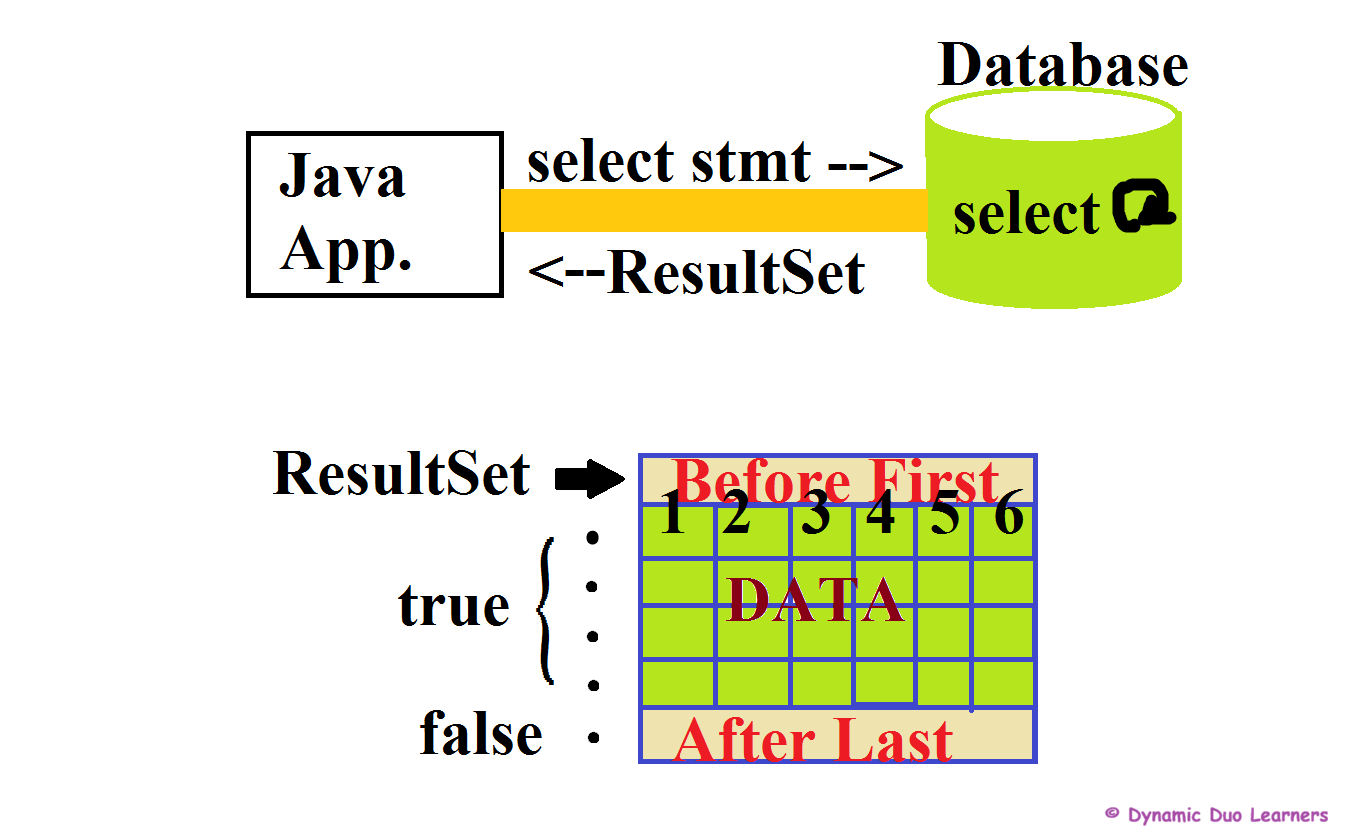 Database
Java
App.
select stmt -->
<--ResultSet
select
ResultSet
Before First
1 2 3 4 5 6
DATA
true
false
After Last
© Dynamic Duo Learners